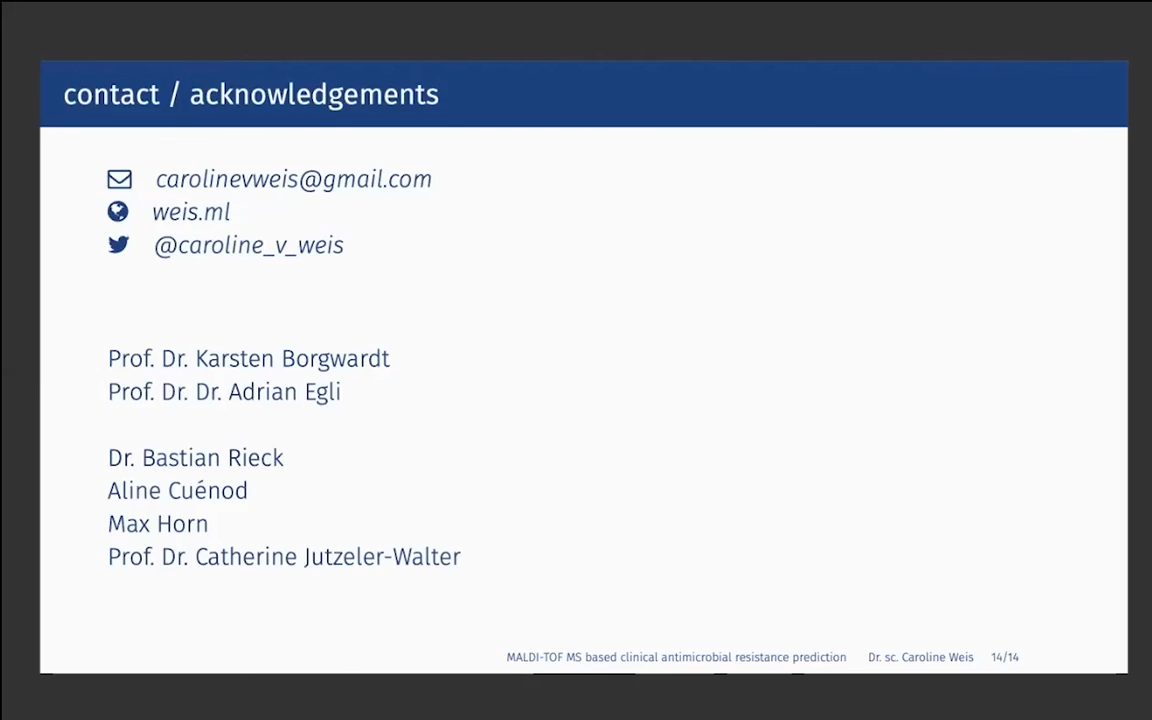 contact / acknowledgements
carolinevweis@gmail.com
weis.ml
@caroline_v_weis
Prof. Dr. Karsten Borgwardt
Prof. Dr. Dr. Adrian Egli
Dr. Bastian Rieck
Aline Cuénod
Max Horn
Prof. Dr. Catherine Jutzeler-Walter
MALDI-TOF MS based clinical antimicrobial resistance prediction Dr. sc. Caroline Weis 14/14